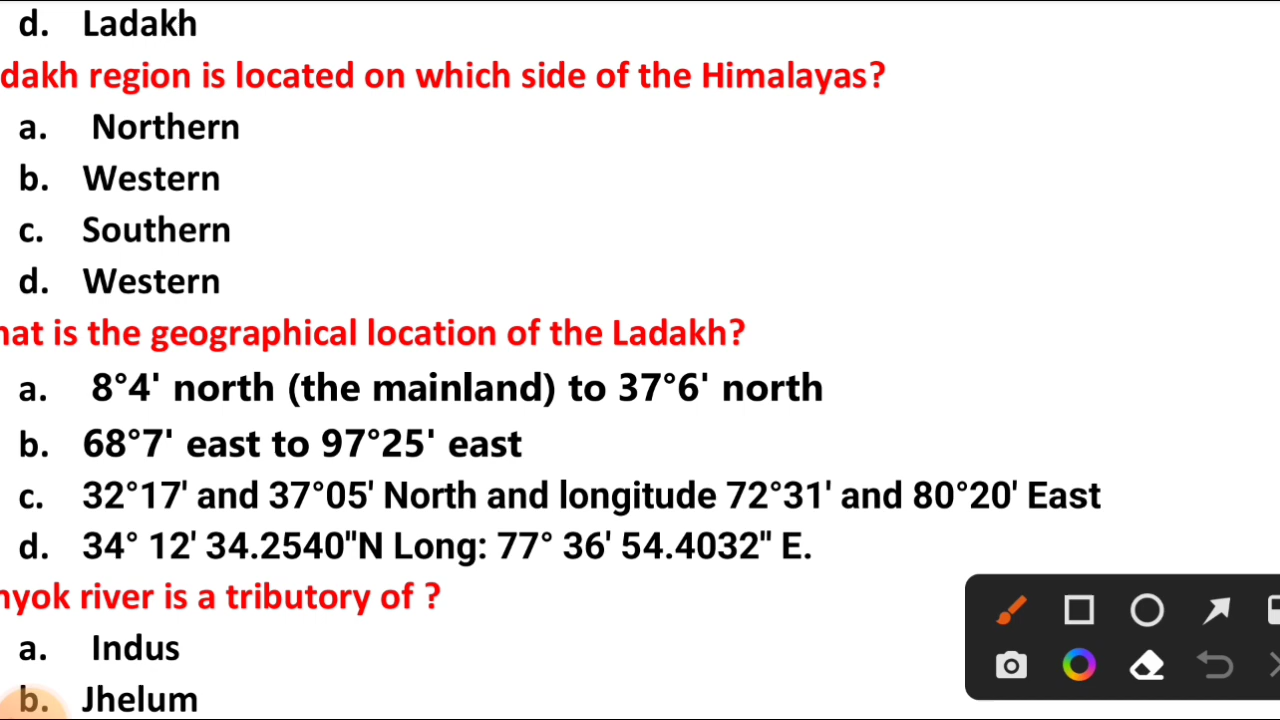 d. Ladakh
dakh region is located on which side of the Himalayas?
a. Northern
b. Western
c. Southern
d. Western
hat is the geographical location of the Ladakh?
a. 8°4' north (the mainland) to 37°6' north
b. 68°7' east to 97°25' east
c. 32°17' and 37°05' North and longitude 72°31' and 80°20' East
d. 34° 12' 34.2540"N Long: 77° 36' 54.4032" E.
hyok river is a tributory of ?
a. Indus
b. Jhelum